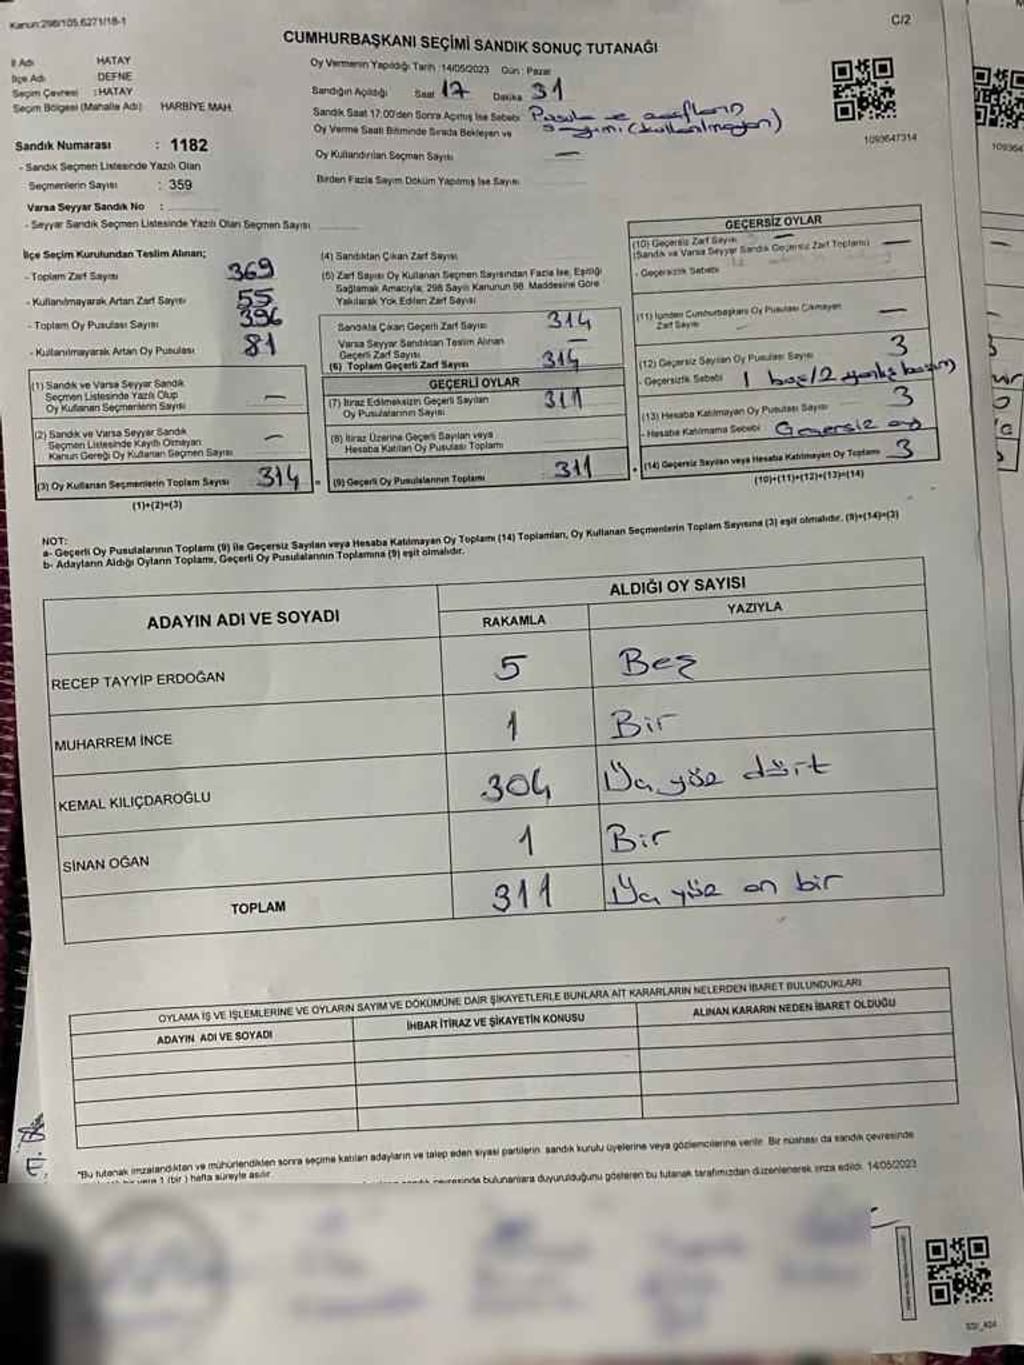 Kanun:298/105,6271/18-1
C/2
CUMHURBAŞKANI SEÇİMİ SANDIK SONUÇ TUTANAĞI
İl Adı HATAY
İlçe Adı DEFNE
Seçim Çevresi : HATAY
Seçim Bölgesi (Mahalle Adı) HARBİYE MAH.
Sandık Numarası : 1182
- Sandık Seçmen Listesinde Yazılı Olan
Seçmenlerin Sayısı : 359
Varsa Seyyar Sandık No :
- Seyyar Sandık Seçmen Listesinde Yazılı Olan Seçmen Sayısı
Oy Vermenin Yapıldığı Tarih :14/05/2023 Gün : Pazar
Sandığın Açıldığı Saat 17 Dakika 31
Sandık Saat 17.00'den Sonra Açılmış İse Sebebi Pusula ve zarfların
sayımı (kullanılmayan)
Oy Verme Saati Bitiminde Sırada Bekleyen ve
Oy Kullandırılan Seçmen Sayısı —
Birden Fazla Sayım Döküm Yapılmış İse Sayısı
1093647314
İlçe Seçim Kurulundan Teslim Alınan;
- Toplam Zarf Sayısı 369
- Kullanılmayarak Artan Zarf Sayısı 55
- Toplam Oy Pusulası Sayısı 396
- Kullanılmayarak Artan Oy Pusulası 81
(1) Sandık ve Varsa Seyyar Sandık
Seçmen Listesinde Yazılı Olup
Oy Kullanan Seçmenlerin Sayısı —
(2) Sandık ve Varsa Seyyar Sandık
Seçmen Listesinde Kayıtlı Olmayan
Kanun Gereği Oy Kullanan Seçmen Sayısı —
(3) Oy Kullanan Seçmenlerin Toplam Sayısı 314
(1)+(2)=(3)
(4) Sandıktan Çıkan Zarf Sayısı
(5) Zarf Sayısı Oy Kullanan Seçmen Sayısından Fazla İse, Eşitliği
Sağlamak Amacıyla; 298 Sayılı Kanunun 98. Maddesine Göre
Yakılarak Yok Edilen Zarf Sayısı
Sandıkta Çıkan Geçerli Zarf Sayısı 314
Varsa Seyyar Sandıktan Teslim Alınan
Geçerli Zarf Sayısı —
(6) Toplam Geçerli Zarf Sayısı 314
GEÇERLİ OYLAR
(7) İtiraz Edilmeksizin Geçerli Sayılan
Oy Pusulalarının Sayısı 311
(8) İtiraz Üzerine Geçerli Sayılan veya
Hesaba Katılan Oy Pusulası Toplamı
(9) Geçerli Oy Pusulalarının Toplamı 311
GEÇERSİZ OYLAR
(10) Geçersiz Zarf Sayısı
(Sandık ve Varsa Seyyar Sandık Geçersiz Zarf Toplamı) —
- Geçersizlik Sebebi
(11) İçinden Cumhurbaşkanı Oy Pusulası Çıkmayan
Zarf Sayısı —
(12) Geçersiz Sayılan Oy Pusulası Sayısı 3
- Geçersizlik Sebebi 1 boş/2 yanlış basım)
(13) Hesaba Katılmayan Oy Pusulası Sayısı 3
- Hesaba Katılmama Sebebi Geçersiz oy
(14) Geçersiz Sayılan veya Hesaba Katılmayan Oy Toplamı 3
(10)+(11)+(12)+(13)=(14)
NOT:
a- Geçerli Oy Pusulalarının Toplamı (9) ile Geçersiz Sayılan veya Hesaba Katılmayan Oy Toplamı (14) Toplamları, Oy Kullanan Seçmenlerin Toplam Sayısına (3) eşit olmalıdır. (9)+(14)=(3)
b- Adayların Aldığı Oyların Toplamı, Geçerli Oy Pusulalarının Toplamına (9) eşit olmalıdır.
ADAYIN ADI VE SOYADI
ALDIĞI OY SAYISI
RAKAMLA YAZIYLA
RECEP TAYYİP ERDOĞAN 5 Beş
MUHARREM İNCE 1 Bir
KEMAL KILIÇDAROĞLU 304 Üç yüz dört
SİNAN OĞAN 1 Bir
TOPLAM 311 Üç yüz on bir
OYLAMA İŞ VE İŞLEMLERİNE VE OYLARIN SAYIM VE DÖKÜMÜNE DAİR ŞİKAYETLERLE BUNLARA AİT KARARLARIN NELERDEN İBARET BULUNDUKLARI
ADAYIN ADI VE SOYADI İHBAR İTİRAZ VE ŞİKAYETİN KONUSU ALINAN KARARIN NEDEN İBARET OLDUĞU
*Bu tutanak imzalandıktan ve mühürlendikten sonra seçime katılan adayların ve talep eden siyasi partilerin sandık kurulu üyelerine veya gözlemcilerine verilir. Bir nüshası da sandık çevresinde
1 (bir) hafta süreyle asılır.
bulunanlara duyurulduğunu gösteren bu tutanak tarafımızdan düzenlenerek imza edildi. 14/05/2023